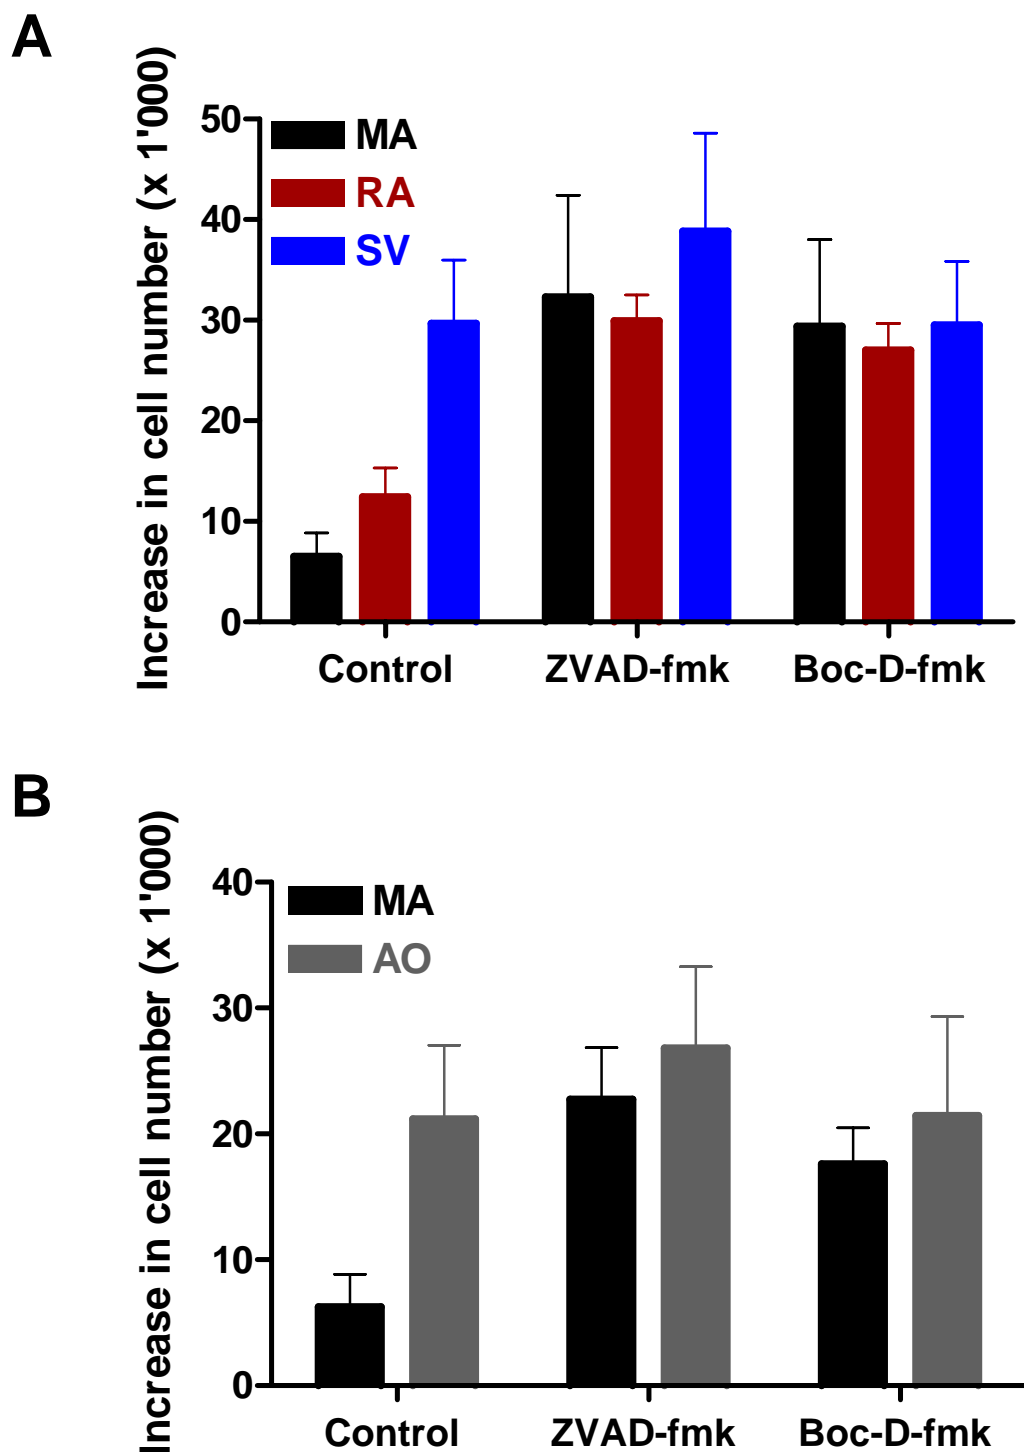 A
Increase in cell number (x 1'000)
50
40
30
20
10
0
MA
RA
SV
Control
ZVAD-fmk
Boc-D-fmk
B
Increase in cell number (x 1'000)
40
30
20
10
0
MA
AO
Control
ZVAD-fmk
Boc-D-fmk